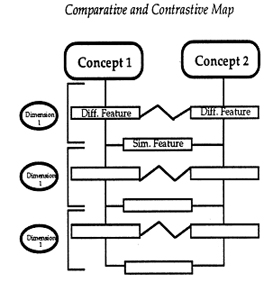 Comparative and Contrastive Map
Concept 1
Concept 2
Dimension
1
Diff. Feature
Diff. Feature
Sim. Feature
Dimension
1
Dimension
1